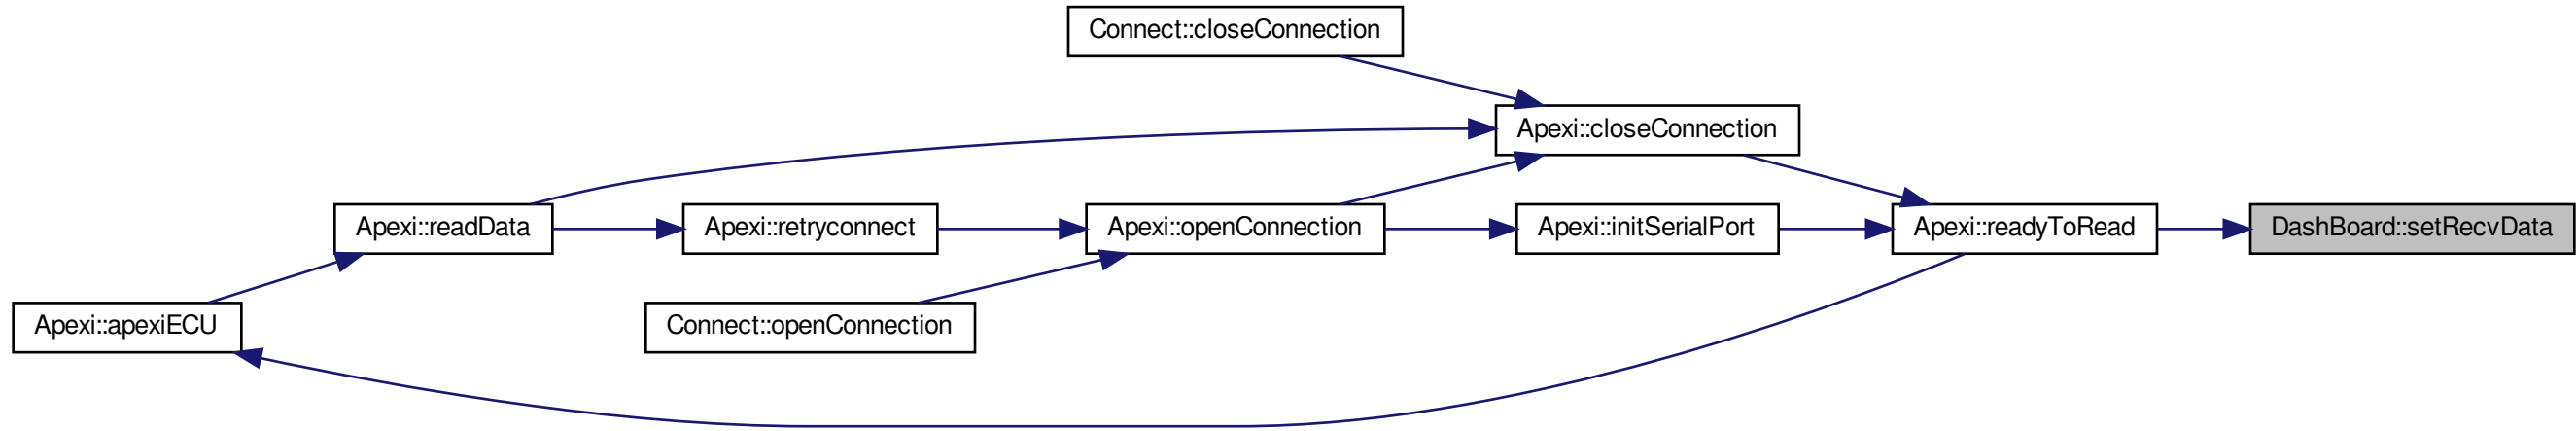 Connect::closeConnection
Apexi::closeConnection
Apexi::readData
Apexi::retryconnect
Apexi::openConnection
Apexi::initSerialPort
Apexi::readyToRead
DashBoard::setRecvData
Apexi::apexiECU
Connect::openConnection